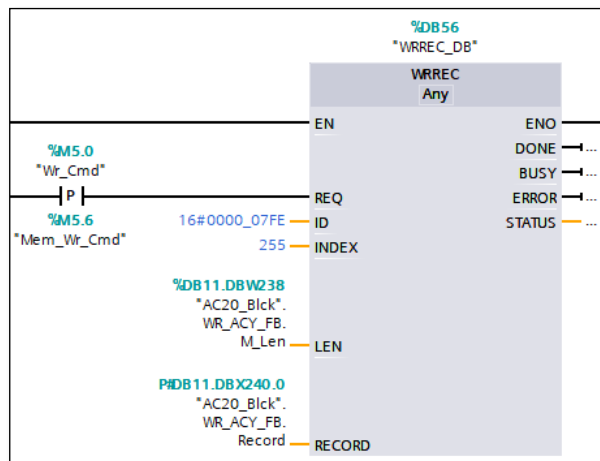 %DB56
"WRREC_DB"
WRREC
Any
EN
ENO
DONE
...
%M5.0
"Wr_Cmd"
BUSY
...
P
REQ
ERROR
...
%M5.6
"Mem_Wr_Cmd"
16#0000_07FE
ID
STATUS
...
255
INDEX
%DB11.DBW238
"AC20_Blck".
WR_ACY_FB.
M_Len
LEN
P#DB11.DBX240.0
"AC20_Blck".
WR_ACY_FB.
Record
RECORD